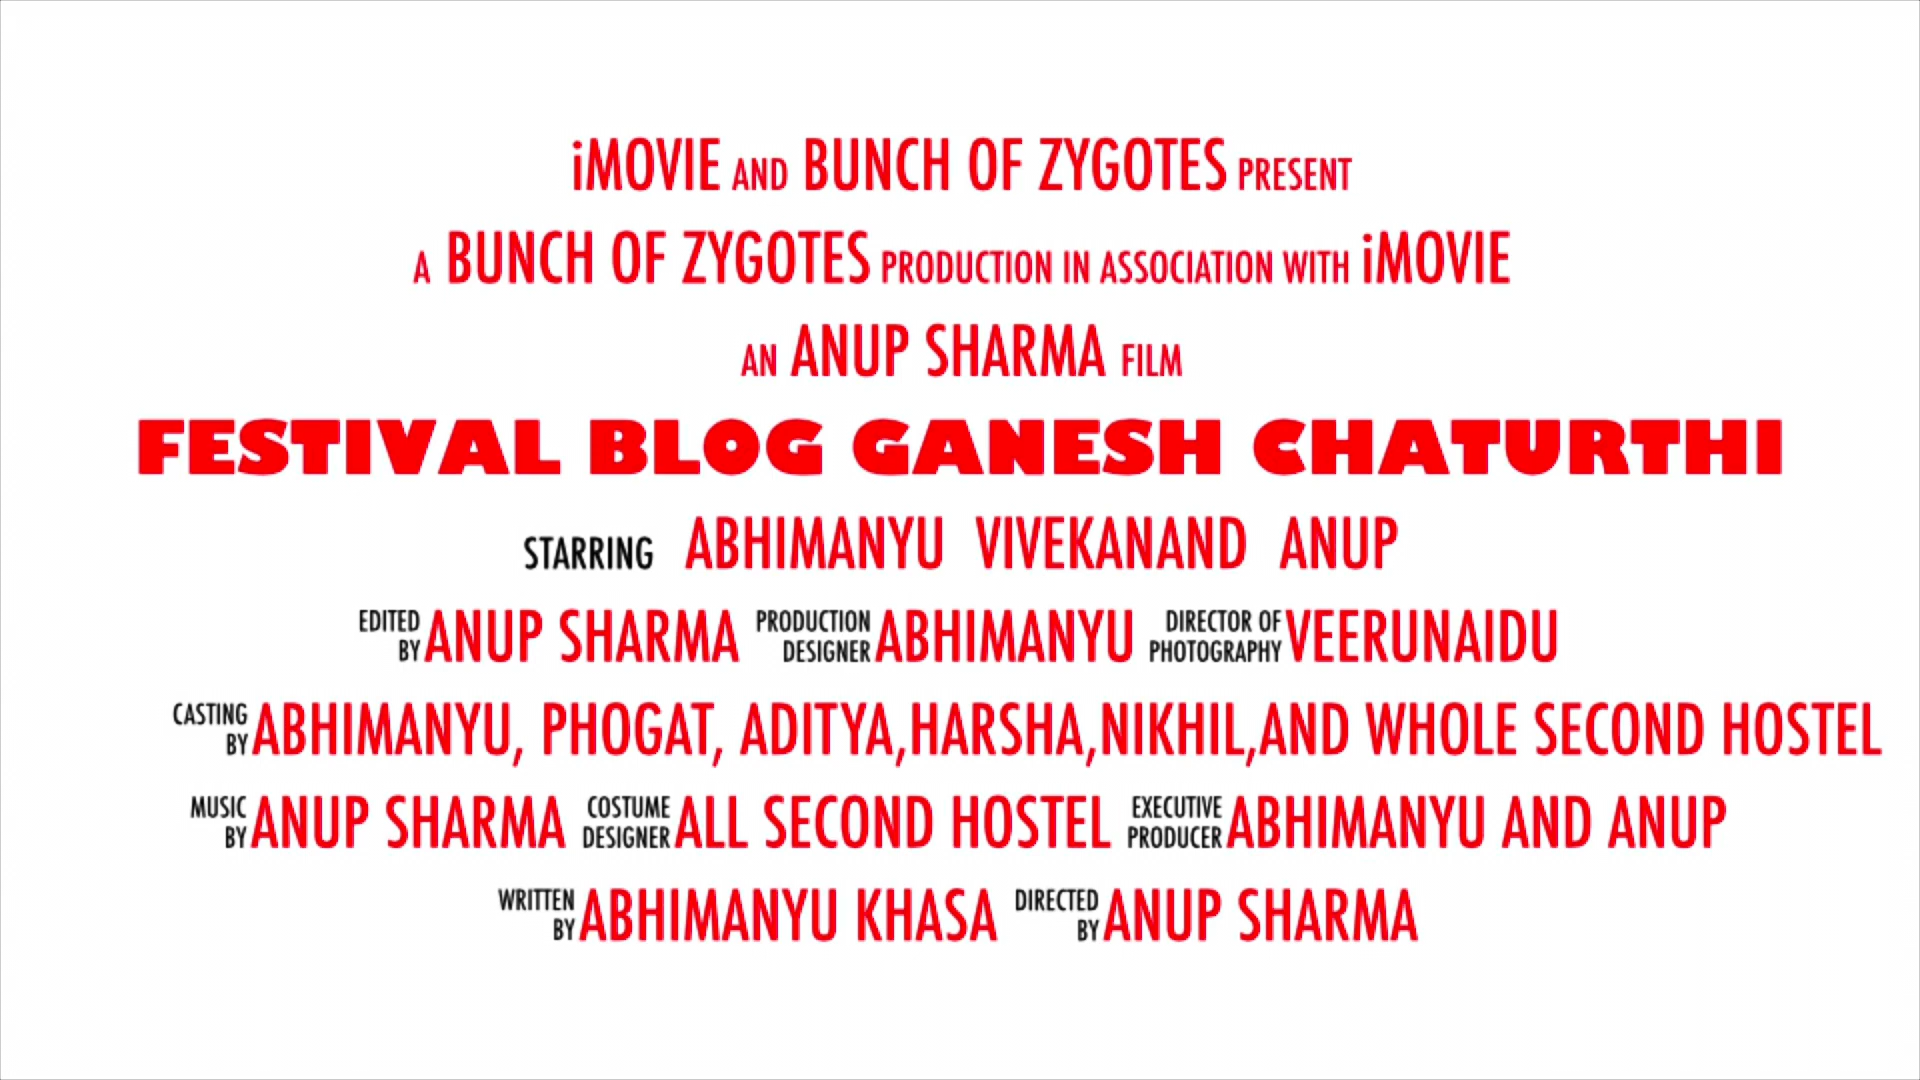 iMOVIE AND BUNCH OF ZYGOTES PRESENT
A BUNCH OF ZYGOTES PRODUCTION IN ASSOCIATION WITH iMOVIE
AN ANUP SHARMA FILM
FESTIVAL BLOG GANESH CHATURTHI
STARRING ABHIMANYU VIVEKANAND ANUP
EDITED BY ANUP SHARMA PRODUCTION DESIGNER ABHIMANYU DIRECTOR OF PHOTOGRAPHY VEERUNAIDU
CASTING BY ABHIMANYU, PHOGAT, ADITYA,HARSHA,NIKHIL,AND WHOLE SECOND HOSTEL
MUSIC BY ANUP SHARMA COSTUME DESIGNER ALL SECOND HOSTEL EXECUTIVE PRODUCER ABHIMANYU AND ANUP
WRITTEN BY ABHIMANYU KHASA DIRECTED BY ANUP SHARMA